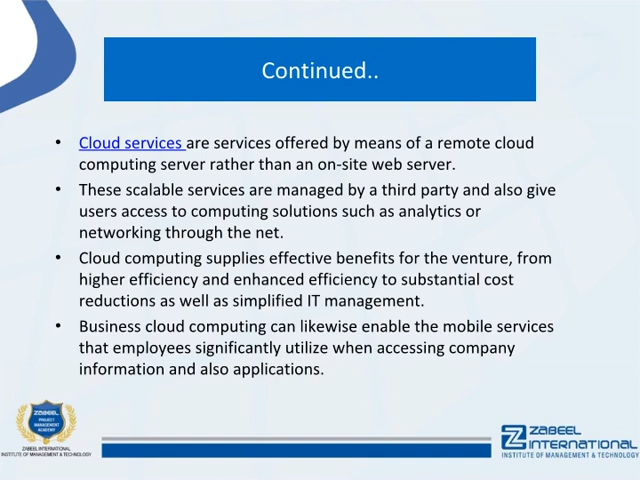 Continued..
• Cloud services are services offered by means of a remote cloud
computing server rather than an on-site web server.
• These scalable services are managed by a third party and also give
users access to computing solutions such as analytics or
networking through the net.
• Cloud computing supplies effective benefits for the venture, from
higher efficiency and enhanced efficiency to substantial cost
reductions as well as simplified IT management.
• Business cloud computing can likewise enable the mobile services
that employees significantly utilize when accessing company
information and also applications.
ZABEEL
PROJECT
MANAGEMENT
ACADEMY
ZABEEL INTERNATIONAL
INSTITUTE OF MANAGEMENT & TECHNOLOGY
ZABEEL
INTERNATIONAL
INSTITUTE OF MANAGEMENT & TECHNOLOGY